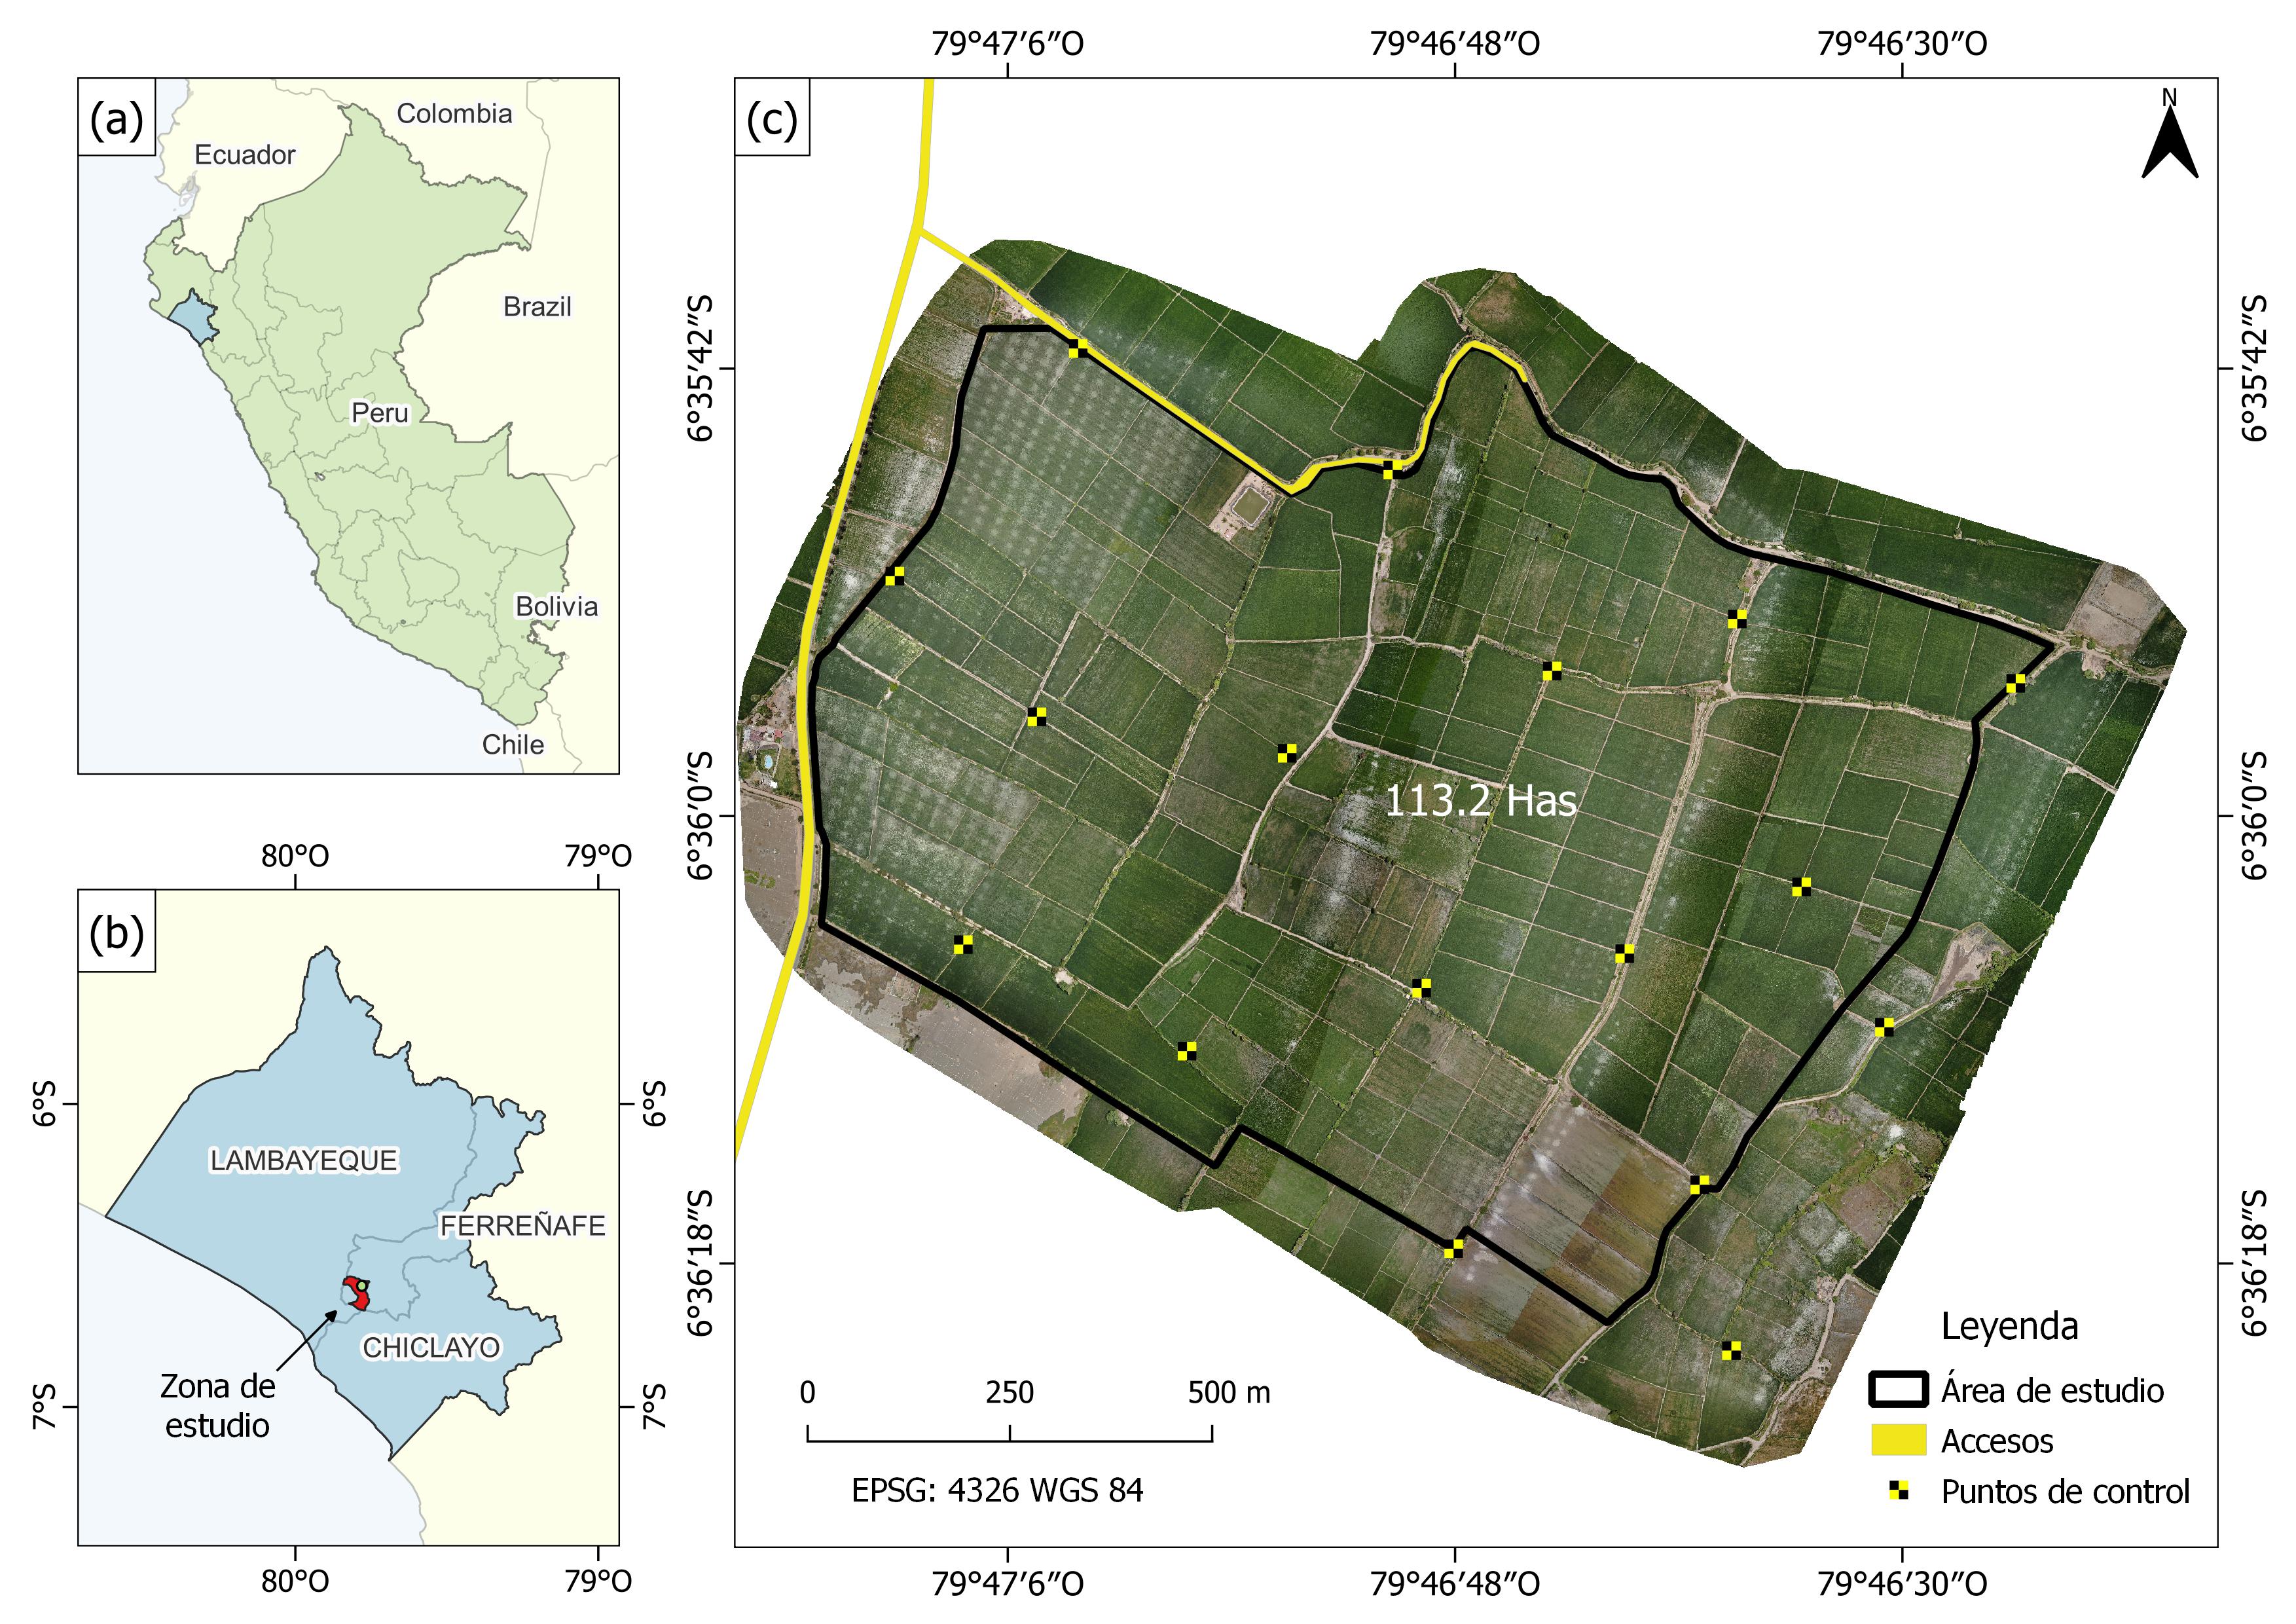 (a)
Colombia
Ecuador
Brazil
Peru
Bolivia
Chile
80°O
79°O
(b)
6°S
6°S
LAMBAYEQUE
FERREÑAFE
CHICLAYO
Zona de
estudio
7°S
7°S
80°O
79°O
79°47′6″O
79°46′48″O
79°46′30″O
(c)
N
6°35′42″S
6°35′42″S
113.2 Has
6°36′0″S
6°36′0″S
6°36′18″S
6°36′18″S
0
250
500 m
EPSG: 4326 WGS 84
Leyenda
Área de estudio
Accesos
Puntos de control
79°47′6″O
79°46′48″O
79°46′30″O